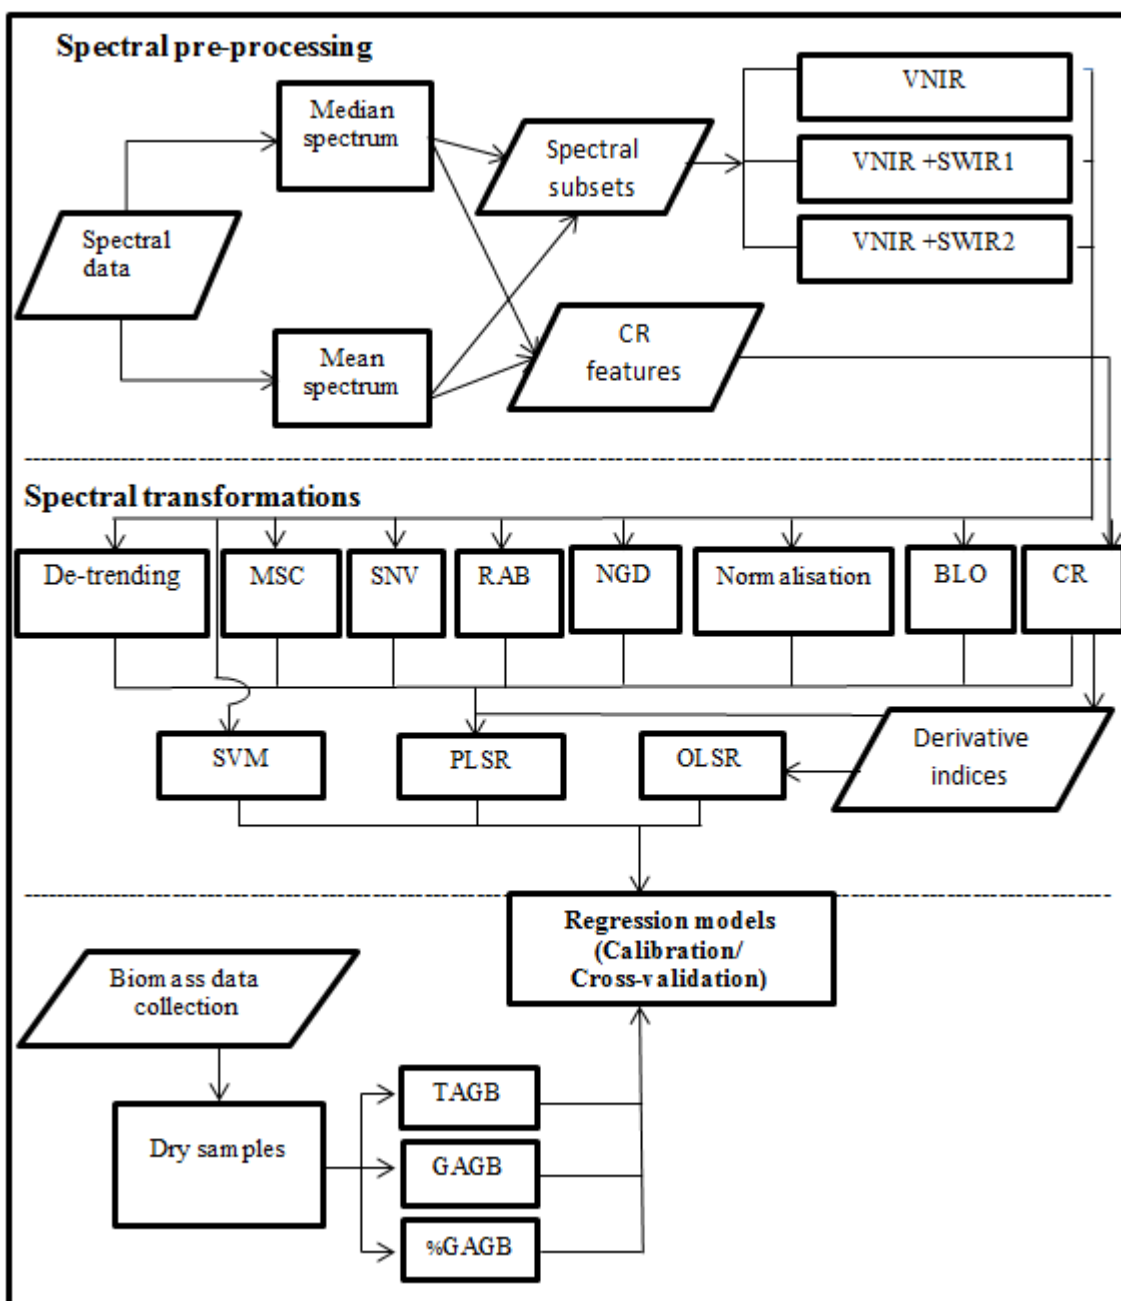 Spectral pre-processing
Median
spectrum
Spectral
subsets
VNIR
VNIR +SWIR1
VNIR +SWIR2
Spectral
data
Mean
spectrum
CR
features
Spectral transformations
De-trending
MSC
SNV
RAB
NGD
Normalisation
BLO
CR
SVM
PLSR
OLSR
Derivative
indices
Regression models
(Calibration/
Cross-validation)
Biomass data
collection
Dry samples
TAGB
GAGB
%GAGB